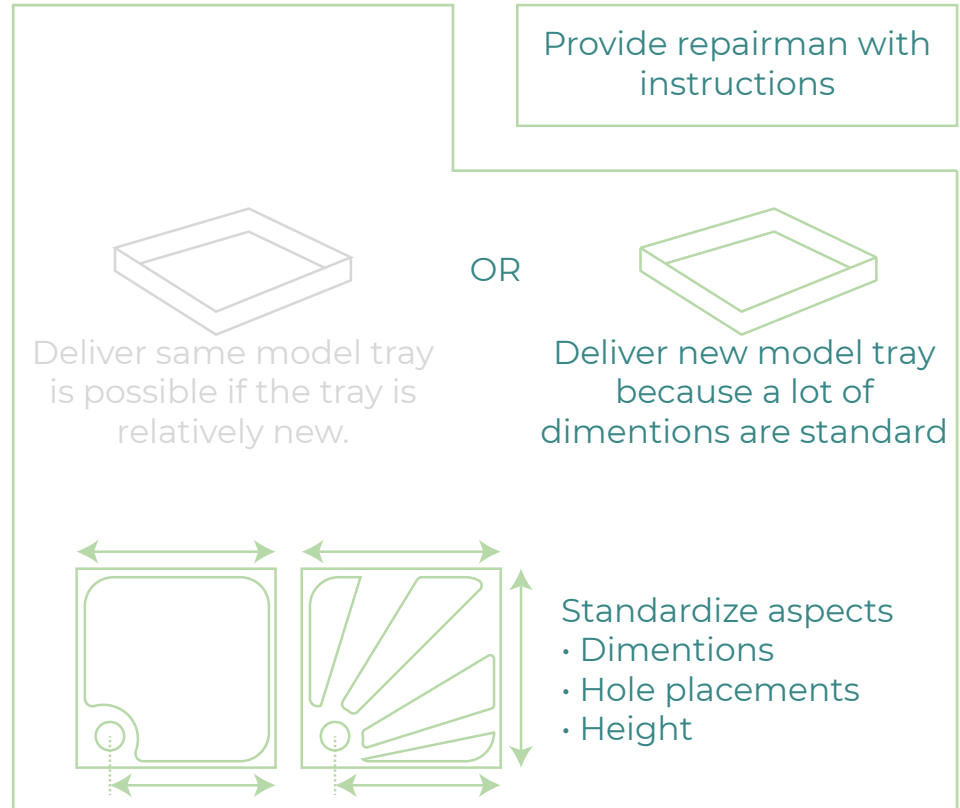 Provide repairman with
instructions
OR
Deliver same model tray
is possible if the tray is
relatively new.
Deliver new model tray
because a lot of
dimentions are standard
Standardize aspects
• Dimentions
• Hole placements
• Height